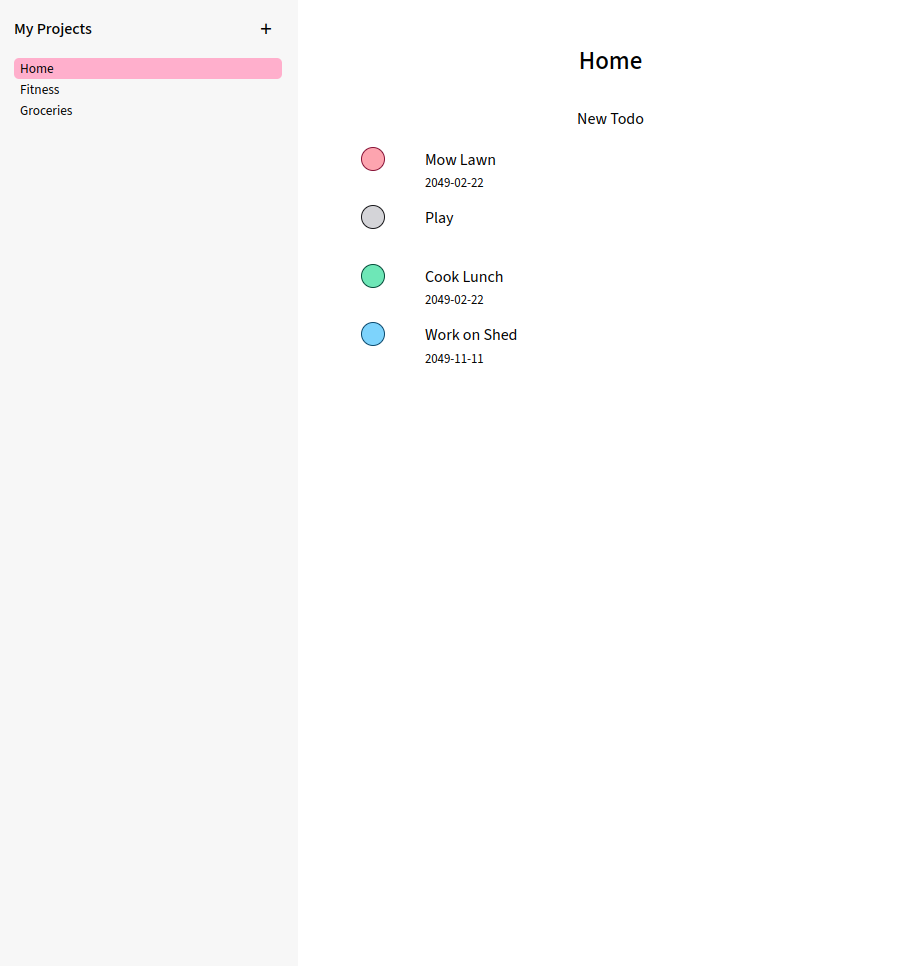 My Projects +
Home
Fitness
Groceries
Home
New Todo
Mow Lawn
2049-02-22
Play
Cook Lunch
2049-02-22
Work on Shed
2049-11-11